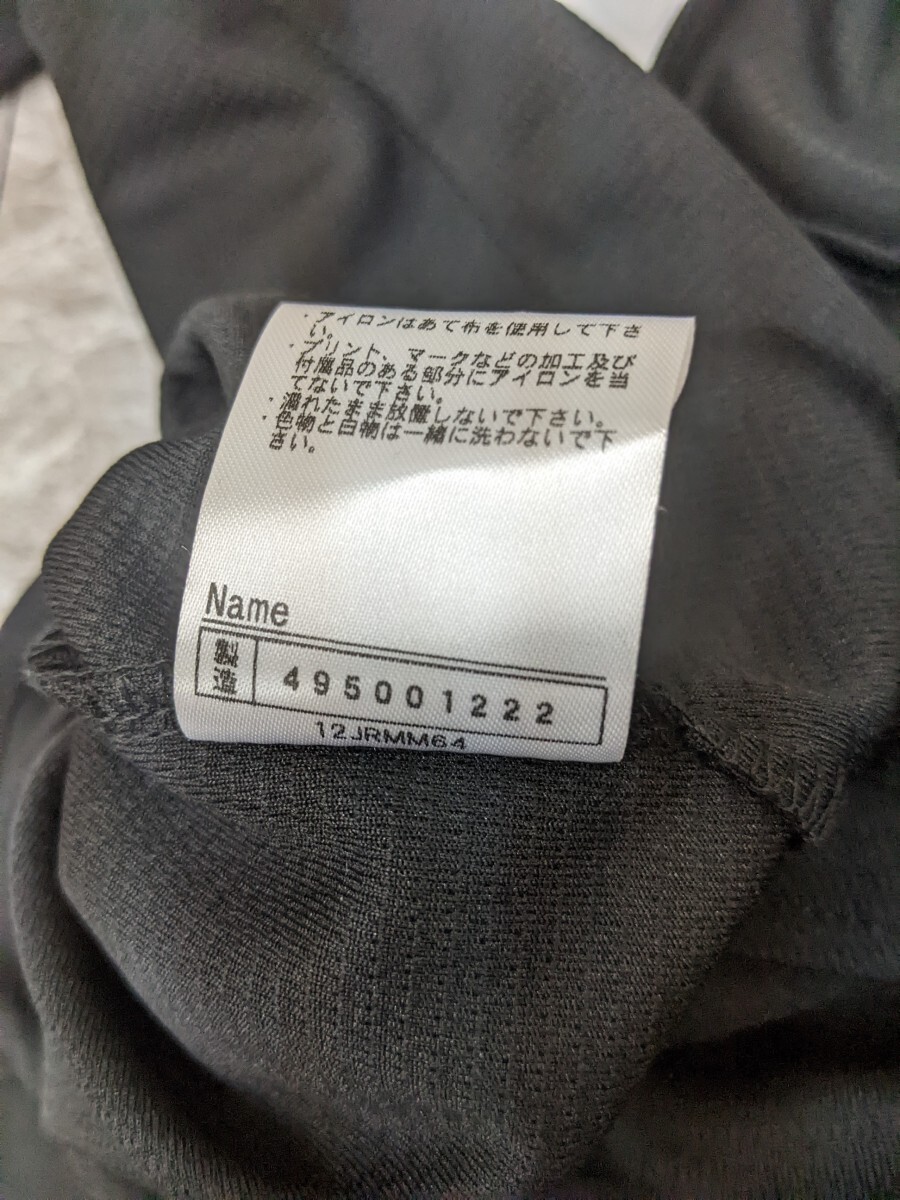 ・アイロンはあて布を使用して下さ
い。
・プリント、マークなどの加工及び
付属品のある部分にアイロンを当
てないで下さい。
・濡れたまま放置しないで下さい。
・色物と白物は一緒に洗わないで下
さい。
Name
製造 495001222
12JRMM64